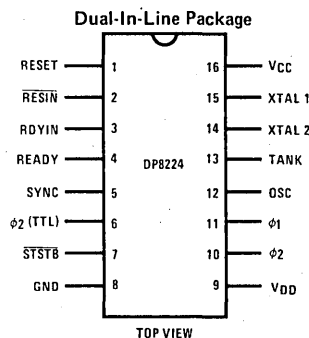 Dual-In-Line Package
RESET 1 16 VCC
RESIN 2 15 XTAL 1
RDYIN 3 14 XTAL 2
READY 4 DP8224 13 TANK
SYNC 5 12 OSC
ϕ2 (TTL) 6 11 ϕ1
STSTB 7 10 ϕ2
GND 8 9 VDD
TOP VIEW